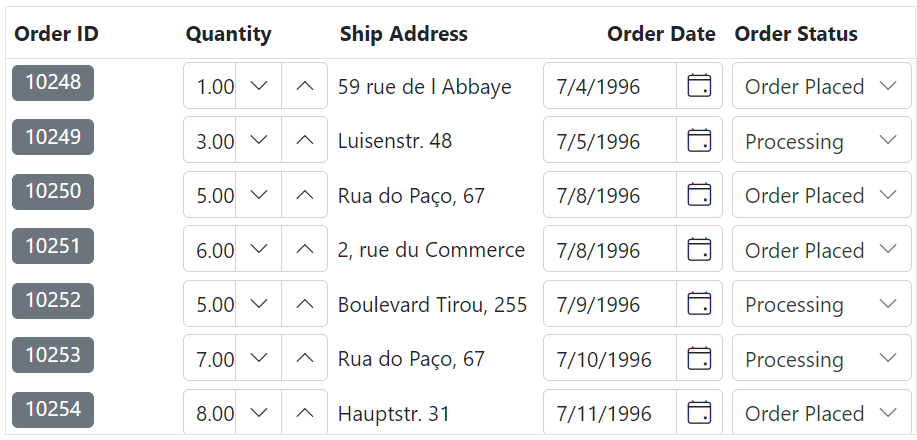 Order ID Quantity Ship Address Order Date Order Status
10248 1.00 59 rue de l Abbaye 7/4/1996 Order Placed
10249 3.00 Luisenstr. 48 7/5/1996 Processing
10250 5.00 Rua do Paço, 67 7/8/1996 Order Placed
10251 6.00 2, rue du Commerce 7/8/1996 Order Placed
10252 5.00 Boulevard Tirou, 255 7/9/1996 Processing
10253 7.00 Rua do Paço, 67 7/10/1996 Processing
10254 8.00 Hauptstr. 31 7/11/1996 Order Placed